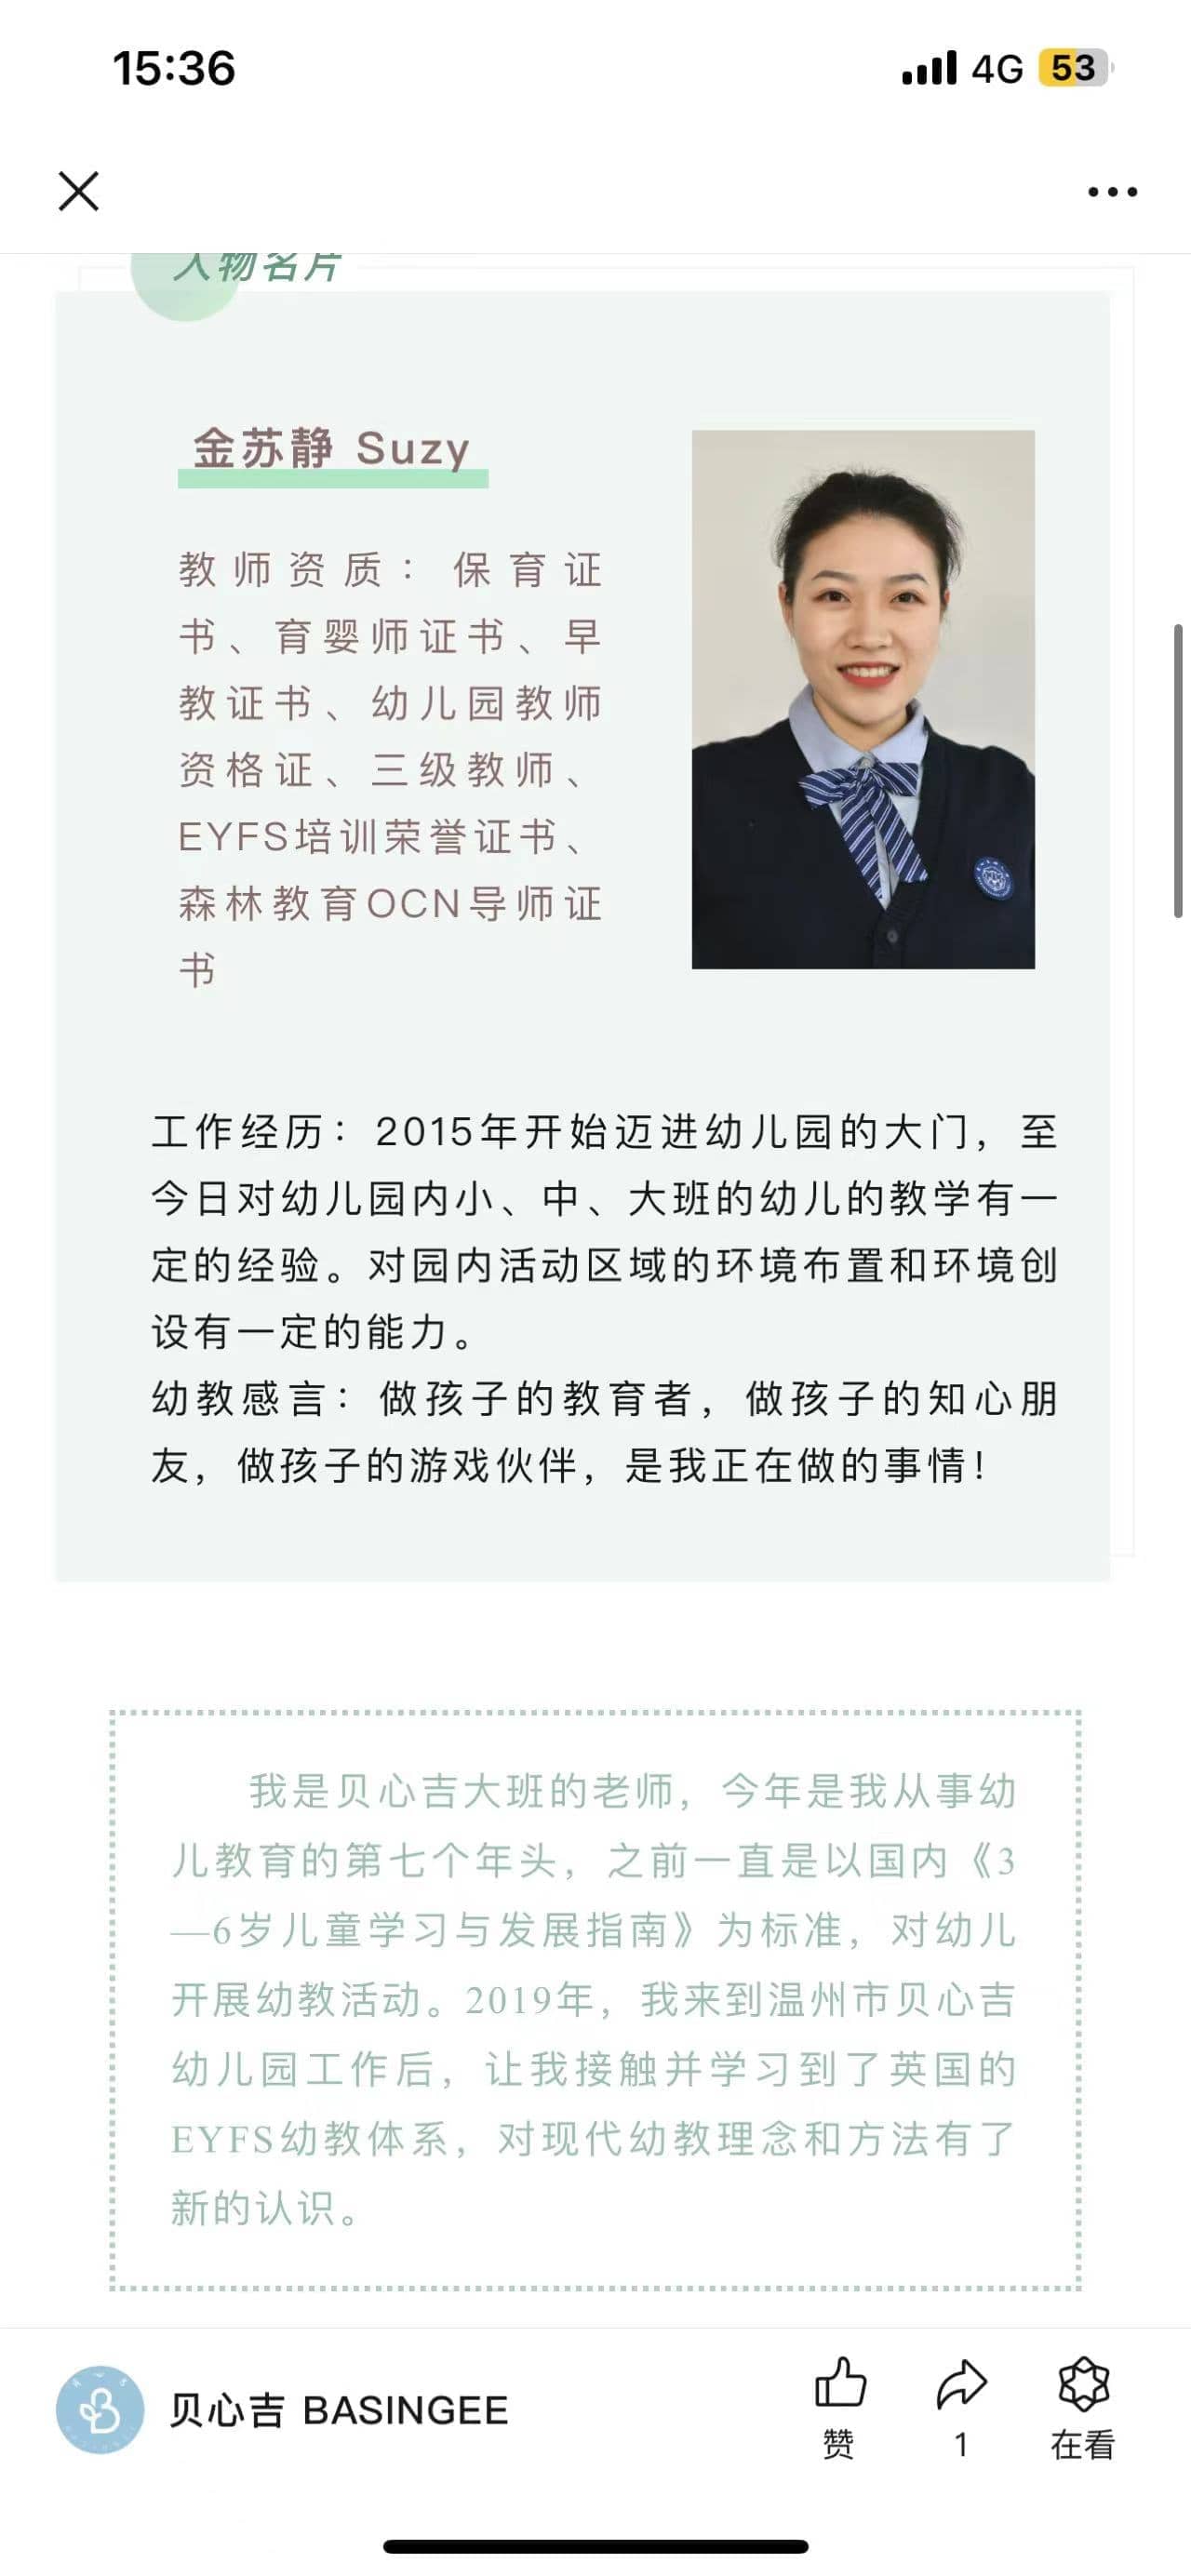 15:36
4G 53
人物名片
金苏静 Suzy
教师资质：保育证
书、育婴师证书、早
教证书、幼儿园教师
资格证、三级教师、
EYFS培训荣誉证书、
森林教育OCN导师证
书
工作经历：2015年开始迈进幼儿园的大门，至
今日对幼儿园内小、中、大班的幼儿的教学有一
定的经验。对园内活动区域的环境布置和环境创
设有一定的能力。
幼教感言：做孩子的教育者，做孩子的知心朋
友，做孩子的游戏伙伴，是我正在做的事情！
我是贝心吉大班的老师，今年是我从事幼
儿教育的第七个年头，之前一直是以国内《3
—6岁儿童学习与发展指南》为标准，对幼儿
开展幼教活动。2019年，我来到温州市贝心吉
幼儿园工作后，让我接触并学习到了英国的
EYFS幼教体系，对现代幼教理念和方法有了
新的认识。
贝心吉 BASINGEE
赞
1
在看